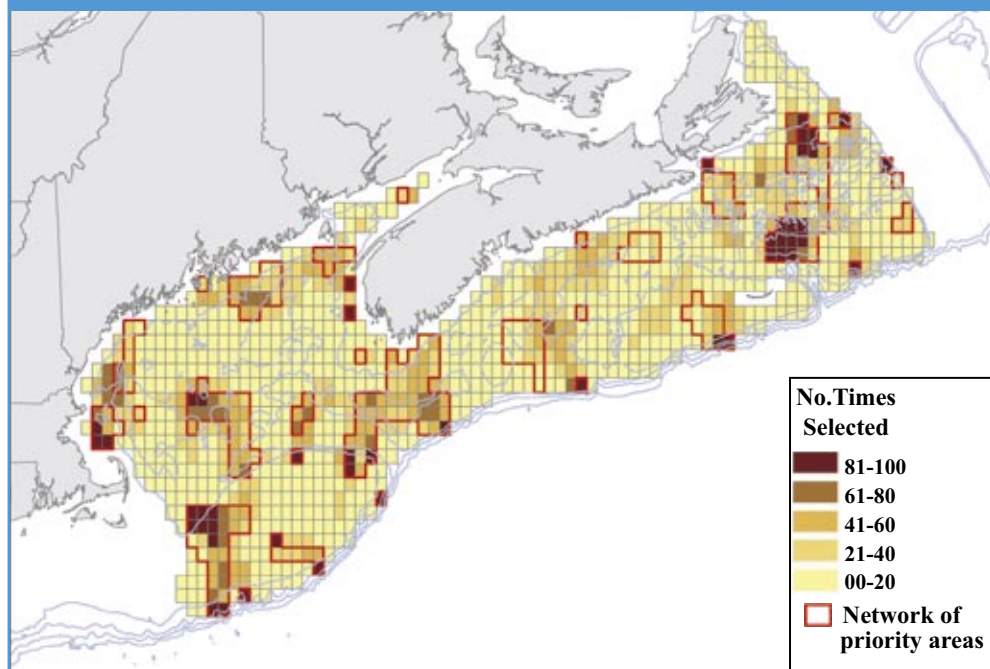 No.Times
Selected
81-100
61-80
41-60
21-40
00-20
Network of
priority areas